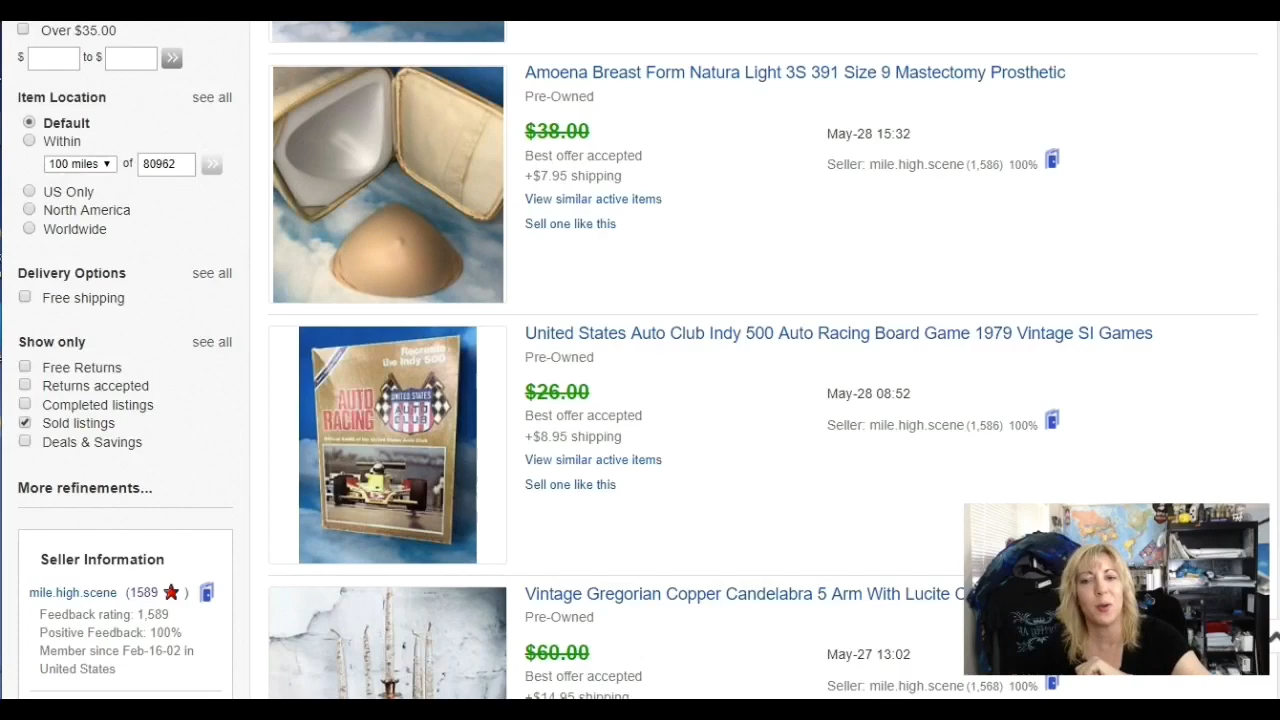 Over $35.00
$ to $ >>
Item Location see all
Default
Within
100 miles of 80962 >>
US Only
North America
Worldwide
Delivery Options see all
Free shipping
Show only see all
Free Returns
Returns accepted
Completed listings
Sold listings
Deals & Savings
More refinements...
Seller Information
mile.high.scene (1589 )
Feedback rating: 1,589
Positive Feedback: 100%
Member since Feb-16-02 in
United States
Amoena Breast Form Natura Light 3S 391 Size 9 Mastectomy Prosthetic
Pre-Owned
$38.00 May-28 15:32
Best offer accepted Seller: mile.high.scene (1,586) 100%
+$7.95 shipping
View similar active items
Sell one like this
Recreate
the Indy 500
AUTO
RACING
UNITED STATES
AUTO
CLUB
United States Auto Club Indy 500 Auto Racing Board Game 1979 Vintage SI Games
Pre-Owned
$26.00 May-28 08:52
Best offer accepted Seller: mile.high.scene (1,586) 100%
+$8.95 shipping
View similar active items
Sell one like this
Vintage Gregorian Copper Candelabra 5 Arm With Lucite
Pre-Owned
$60.00 May-27 13:02
Best offer accepted Seller: mile.high.scene (1,568) 100%
+$14.95 shipping